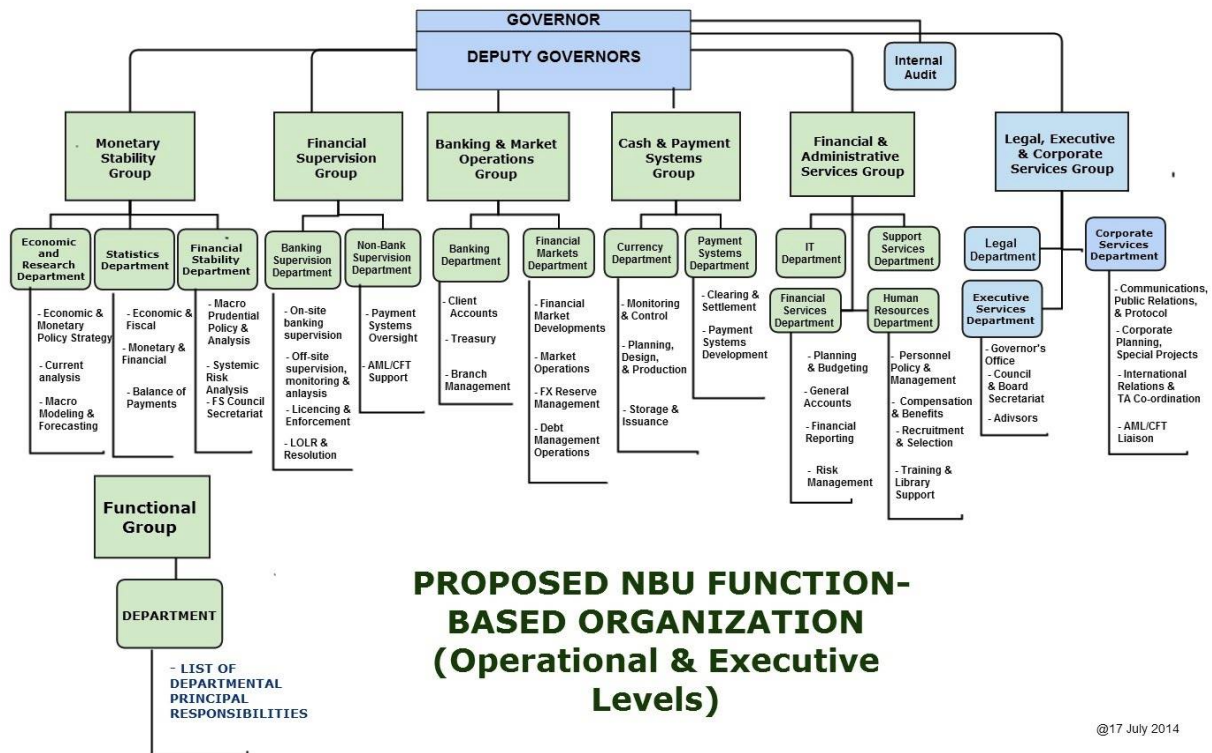 GOVERNOR
DEPUTY GOVERNORS
Internal
Audit
Monetary
Stability
Group
Financial
Supervision
Group
Banking & Market
Operations
Group
Cash & Payment
Systems
Group
Financial &
Administrative
Services Group
Legal, Executive
& Corporate
Services Group
Economic
and
Research
Department
Statistics
Department
Financial
Stability
Department
Banking
Supervision
Department
Non-Bank
Supervision
Department
Banking
Department
Financial
Markets
Department
Currency
Department
Payment
Systems
Department
IT
Department
Support
Services
Department
Financial
Services
Department
Human
Resources
Department
Legal
Department
Executive
Services
Department
Corporate
Services
Department
- Economic &
Monetary
Policy Strategy
- Current
analysis
- Macro
Modeling &
Forecasting
- Economic &
Fiscal
- Monetary &
Financial
- Balance of
Payments
- Macro
Prudential
Policy &
Analysis
- Systemic
Risk
Analysis
- FS Council
Secretariat
- On-site
banking
supervision
- Off-site
supervision,
monitoring &
anlaysis
- Licencing &
Enforcement
- LOLR &
Resolution
- Payment
Systems
Oversight
- AML/CFT
Support
- Client
Accounts
- Treasury
- Branch
Management
- Financial
Market
Developments
- Market
Operations
- FX Reserve
Management
- Debt
Management
Operations
- Monitoring
& Control
- Planning,
Design,
& Production
- Storage &
Issuance
- Clearing &
Settlement
- Payment
Systems
Development
- Planning
& Budgeting
- General
Accounts
- Financial
Reporting
- Risk
Management
- Personnel
Policy &
Management
- Compensation
& Benefits
- Recruitment
& Selection
- Training &
Library
Support
- Governor's
Office
- Council
& Board
Secretariat
- Adivsors
- Communications,
Public Relations,
& Protocol
- Corporate
Planning,
Special Projects
- International
Relations &
TA Co-ordination
- AML/CFT
Liaison
Functional
Group
DEPARTMENT
- LIST OF
DEPARTMENTAL
PRINCIPAL
RESPONSIBILITIES
PROPOSED NBU FUNCTION-
BASED ORGANIZATION
(Operational & Executive
Levels)
@17 July 2014